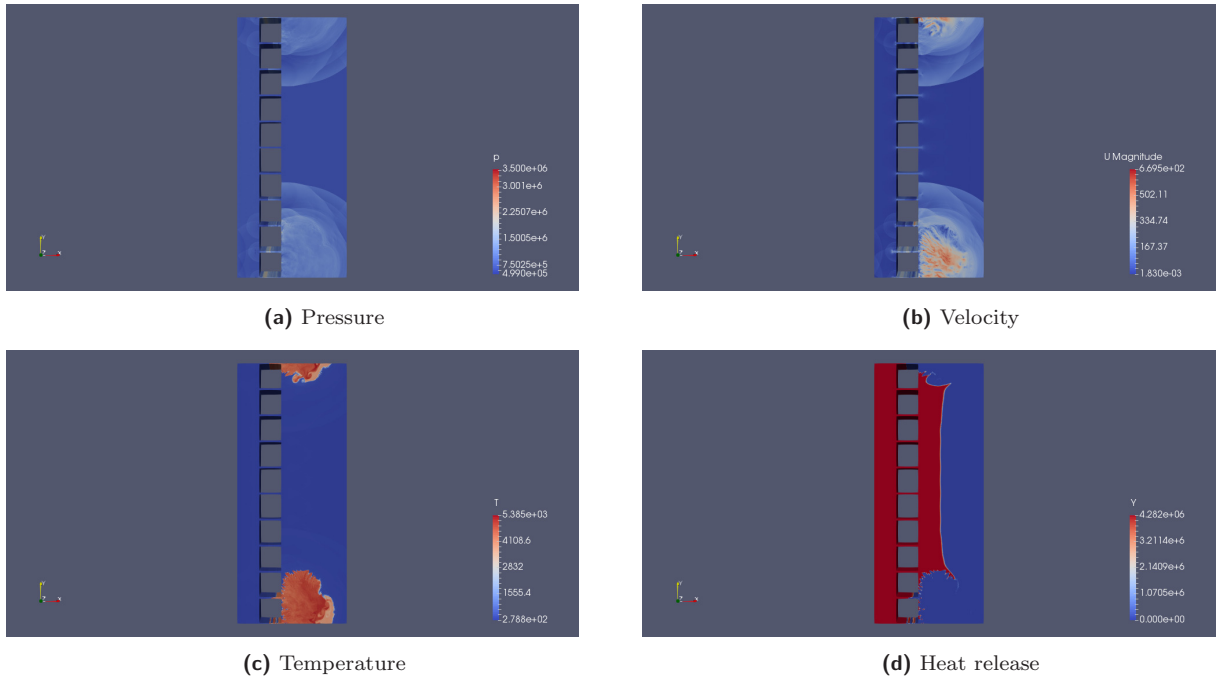 p
3.500e+06
3.001e+6
2.2507e+6
1.5005e+6
7.5025e+5
4.990e+05
Y
Z
X
(a) Pressure
U Magnitude
6.695e+02
502.11
334.74
167.37
1.830e-03
Y
Z
X
(b) Velocity
T
5.385e+03
4108.6
2832
1555.4
2.788e+02
Y
Z
X
(c) Temperature
Y
4.282e+06
3.2114e+6
2.1409e+6
1.0705e+6
0.000e+00
Y
Z
X
(d) Heat release